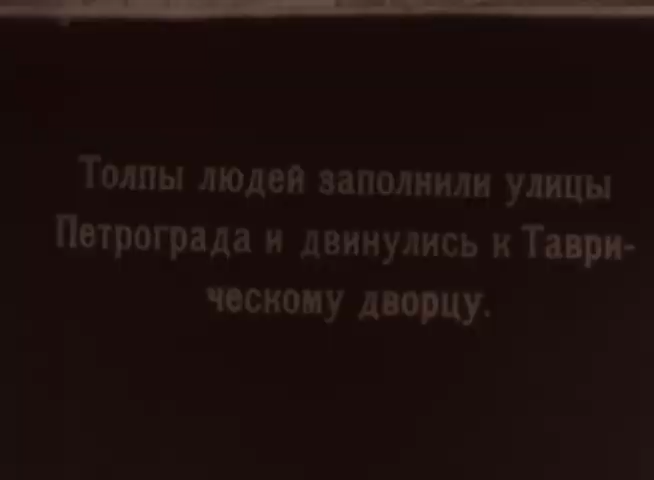 Толпы людей заполнили улицы
Петрограда и двинулись к Таври-
ческому дворцу.